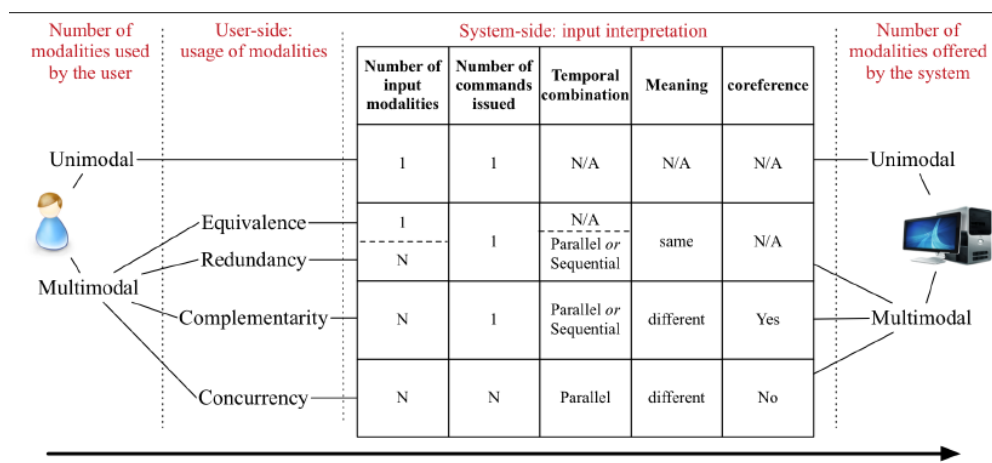 Number of
modalities used
by the user
User-side:
usage of modalities
System-side: input interpretation
Number of
modalities offered
by the system
Number of
input
modalities
Number of
commands
issued
Temporal
combination
Meaning
coreference
Unimodal
1
1
N/A
N/A
N/A
Unimodal
Equivalence
1
N/A
1
Parallel or
Sequential
same
N/A
Redundancy
N
Multimodal
Complementarity
N
1
Parallel or
Sequential
different
Yes
Multimodal
Concurrency
N
N
Parallel
different
No